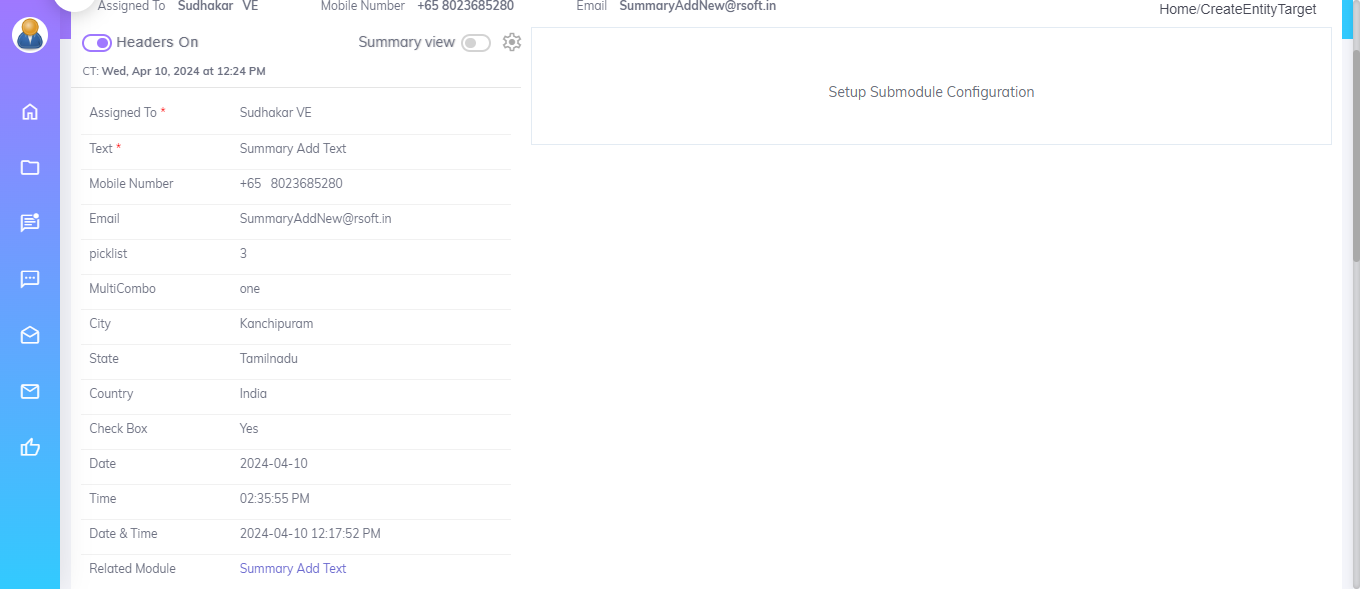 Assigned To Sudhakar VE Mobile Number +65 8023685280 Email SummaryAddNew@rsoft.in
Home/CreateEntityTarget
Headers On Summary view
CT: Wed, Apr 10, 2024 at 12:24 PM
Setup Submodule Configuration
Assigned To * Sudhakar VE
Text * Summary Add Text
Mobile Number +65 8023685280
Email SummaryAddNew@rsoft.in
picklist 3
MultiCombo one
City Kanchipuram
State Tamilnadu
Country India
Check Box Yes
Date 2024-04-10
Time 02:35:55 PM
Date & Time 2024-04-10 12:17:52 PM
Related Module Summary Add Text